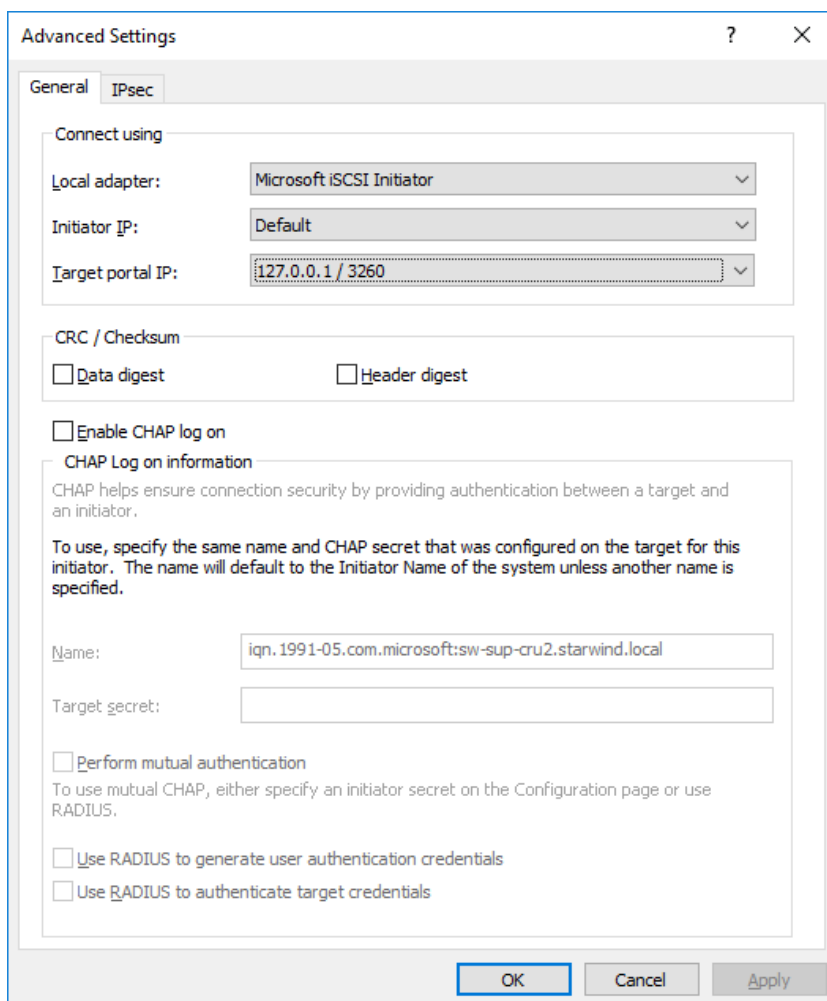 Advanced Settings
?
General
IPsec
Connect using
Local adapter:
Microsoft iSCSI Initiator
Initiator IP:
Default
Target portal IP:
127.0.0.1 / 3260
CRC / Checksum
Data digest
Header digest
Enable CHAP log on
CHAP Log on information
CHAP helps ensure connection security by providing authentication between a target and
an initiator.
To use, specify the same name and CHAP secret that was configured on the target for this
initiator.  The name will default to the Initiator Name of the system unless another name is
specified.
Name:
iqn.1991-05.com.microsoft:sw-sup-cru2.starwind.local
Target secret:
Perform mutual authentication
To use mutual CHAP, either specify an initiator secret on the Configuration page or use
RADIUS.
Use RADIUS to generate user authentication credentials
Use RADIUS to authenticate target credentials
OK
Cancel
Apply